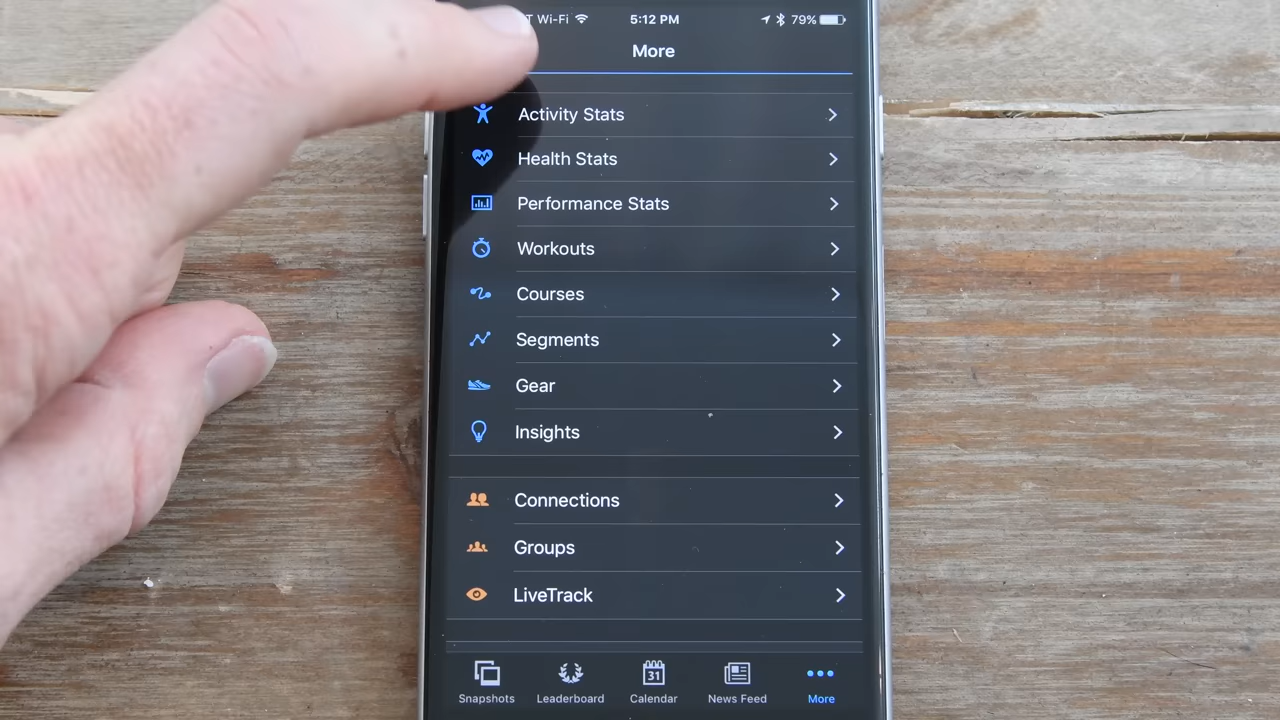 Wi-Fi 5:12 PM 79%
More
Activity Stats
Health Stats
Performance Stats
Workouts
Courses
Segments
Gear
Insights
Connections
Groups
LiveTrack
31
Snapshots Leaderboard Calendar News Feed More